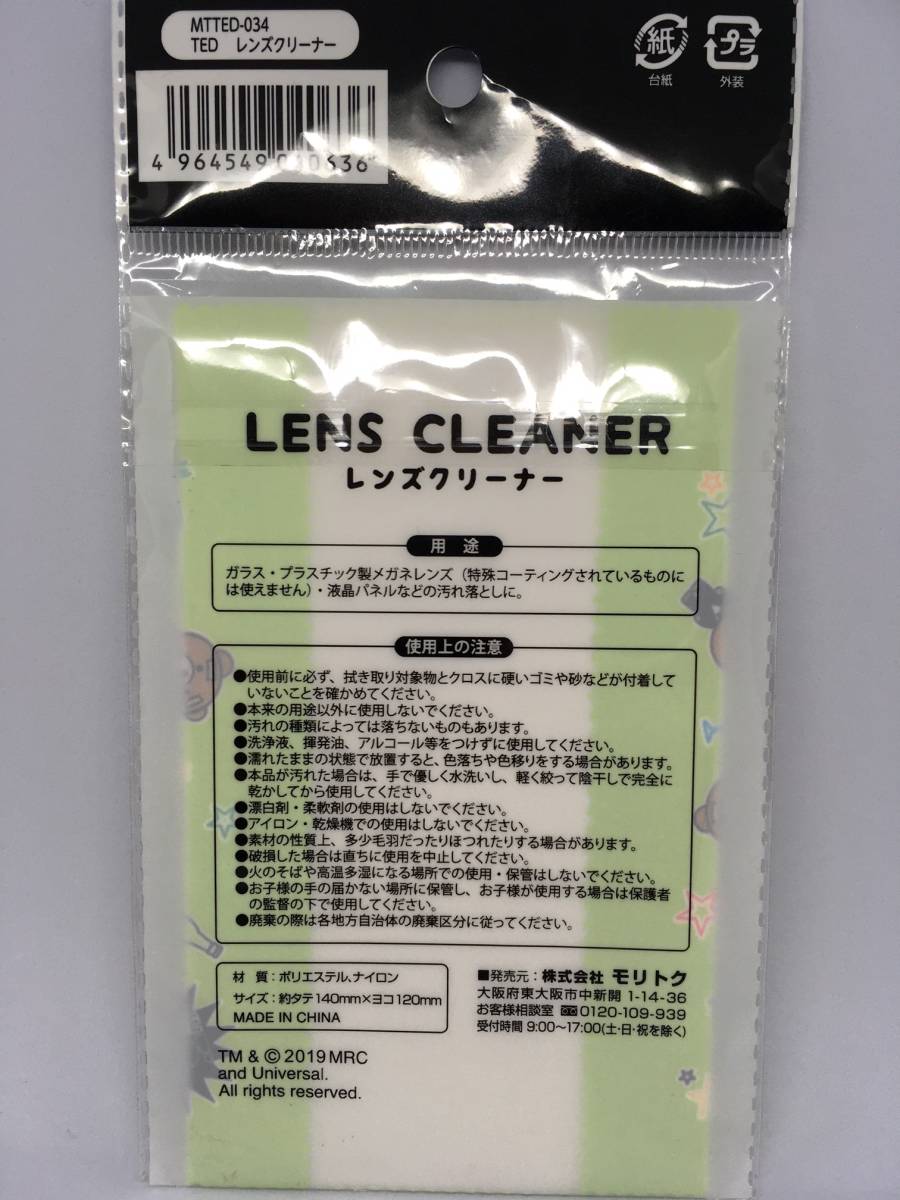 MTTED-034
TED　レンズクリーナー
紙
台紙
プラ
外装
LENS CLEANER
レンズクリーナー
用　途
ガラス・プラスチック製メガネレンズ（特殊コーティングされているものに
は使えません）・液晶パネルなどの汚れ落としに。
使用上の注意
●使用前に必ず、拭き取り対象物とクロスに硬いゴミや砂などが付着して
いないことを確かめてください。
●本来の用途以外に使用しないでください。
●汚れの種類によっては落ちないものもあります。
●洗浄液、揮発油、アルコール等をつけずに使用してください。
●濡れたままの状態で放置すると、色落ちや色移りをする場合があります。
●本品が汚れた場合は、手で優しく水洗いし、軽く絞って陰干しで完全に
乾かしてから使用してください。
●漂白剤・柔軟剤の使用はしないでください。
●アイロン・乾燥機での使用はしないでください。
●素材の性質上、多少毛羽だったりほつれたりする場合があります。
●破損した場合は直ちに使用を中止してください。
●火のそばや高温多湿になる場所での使用・保管はしないでください。
●お子様の手の届かない場所に保管し、お子様が使用する場合は保護者
の監督の下で使用してください。
●廃棄の際は各地方自治体の廃棄区分に従ってください。
材　質：ポリエステル、ナイロン
サイズ：約タテ140mm×ヨコ120mm
MADE IN CHINA
■発売元：株式会社 モリトク
大阪府東大阪市中新開 1-14-36
お客様相談室 0120-109-939
受付時間 9:00〜17:00(土・日・祝を除く)
TM & © 2019 MRC
and Universal.
All rights reserved.